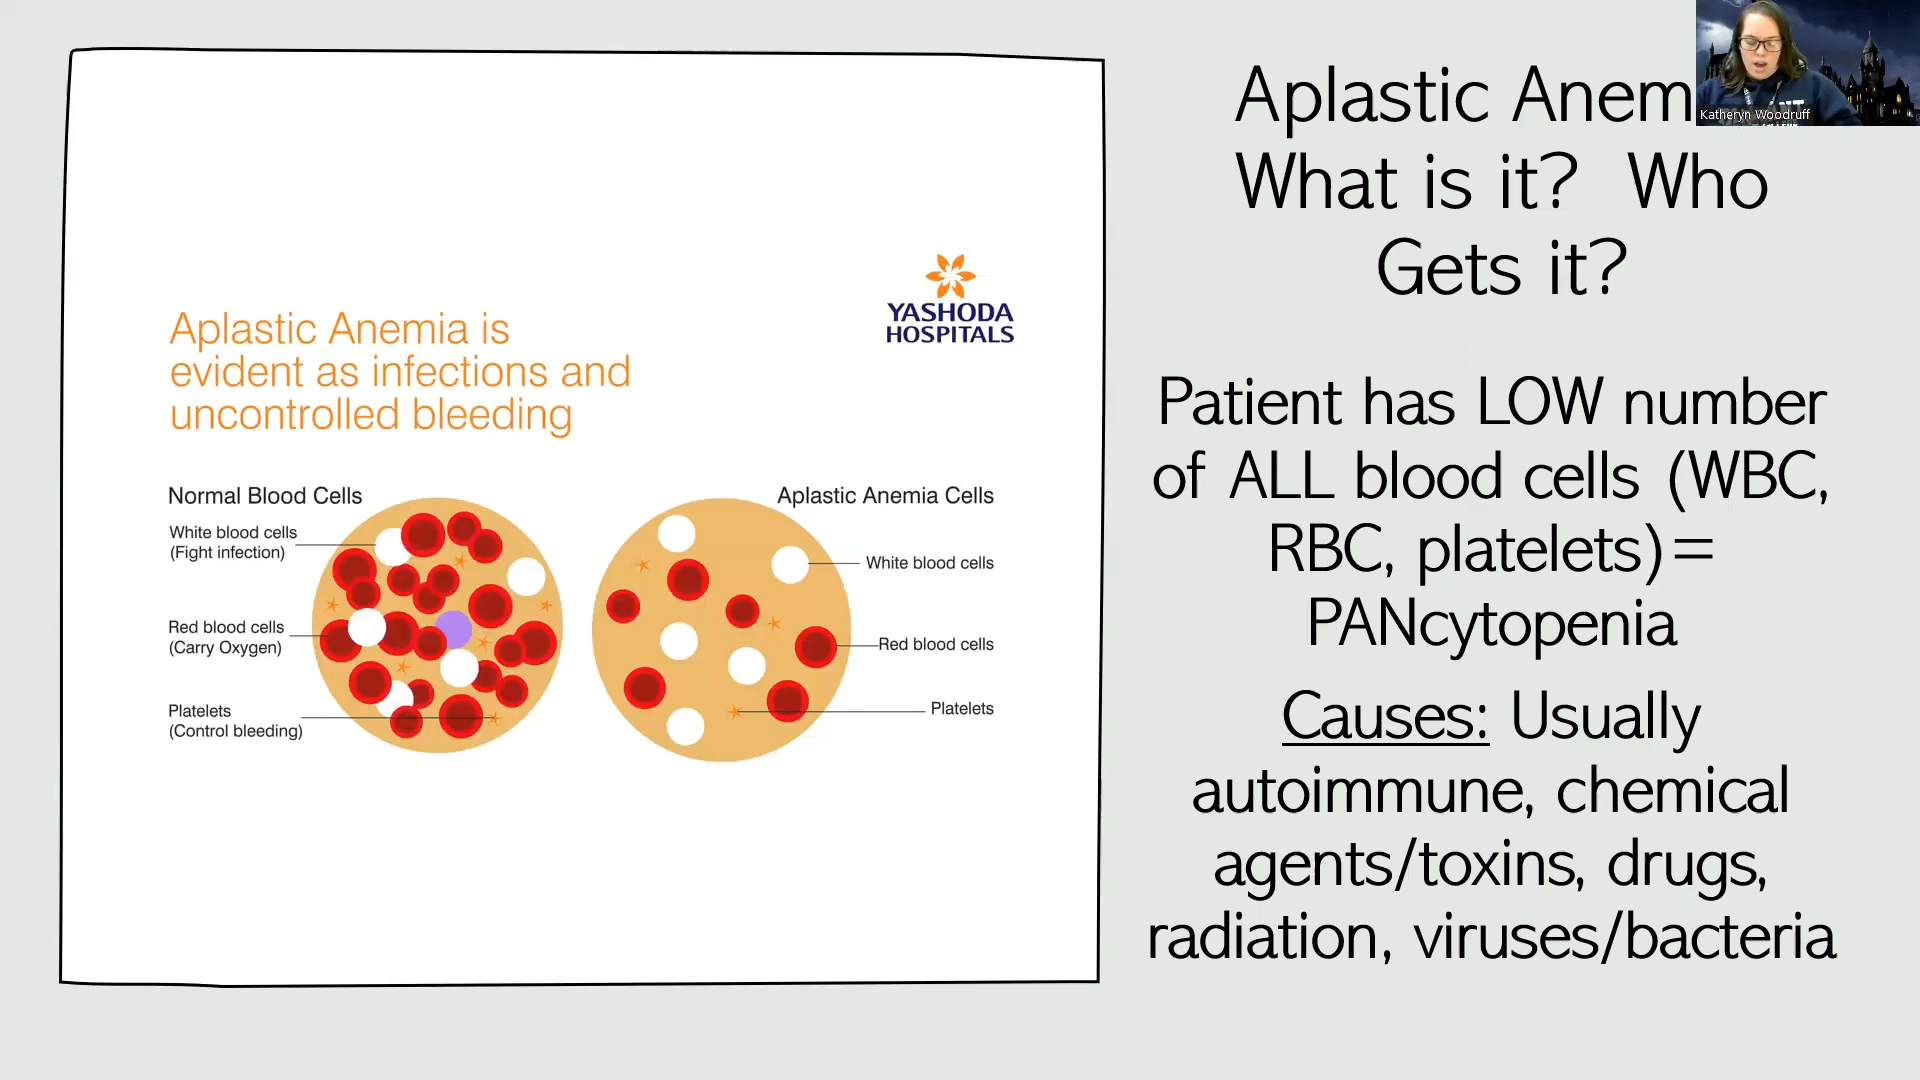 Aplastic Anemia is
evident as infections and
uncontrolled bleeding
YASHODA
HOSPITALS
Normal Blood Cells
White blood cells
(Fight infection)
Red blood cells
(Carry Oxygen)
Platelets
(Control bleeding)
Aplastic Anemia Cells
White blood cells
Red blood cells
Platelets
Aplastic Anem
What is it?  Who
Gets it?
Patient has LOW number
of ALL blood cells (WBC,
RBC, platelets)=
PANcytopenia
Causes: Usually
autoimmune, chemical
agents/toxins, drugs,
radiation, viruses/bacteria
Katheryn Woodruff